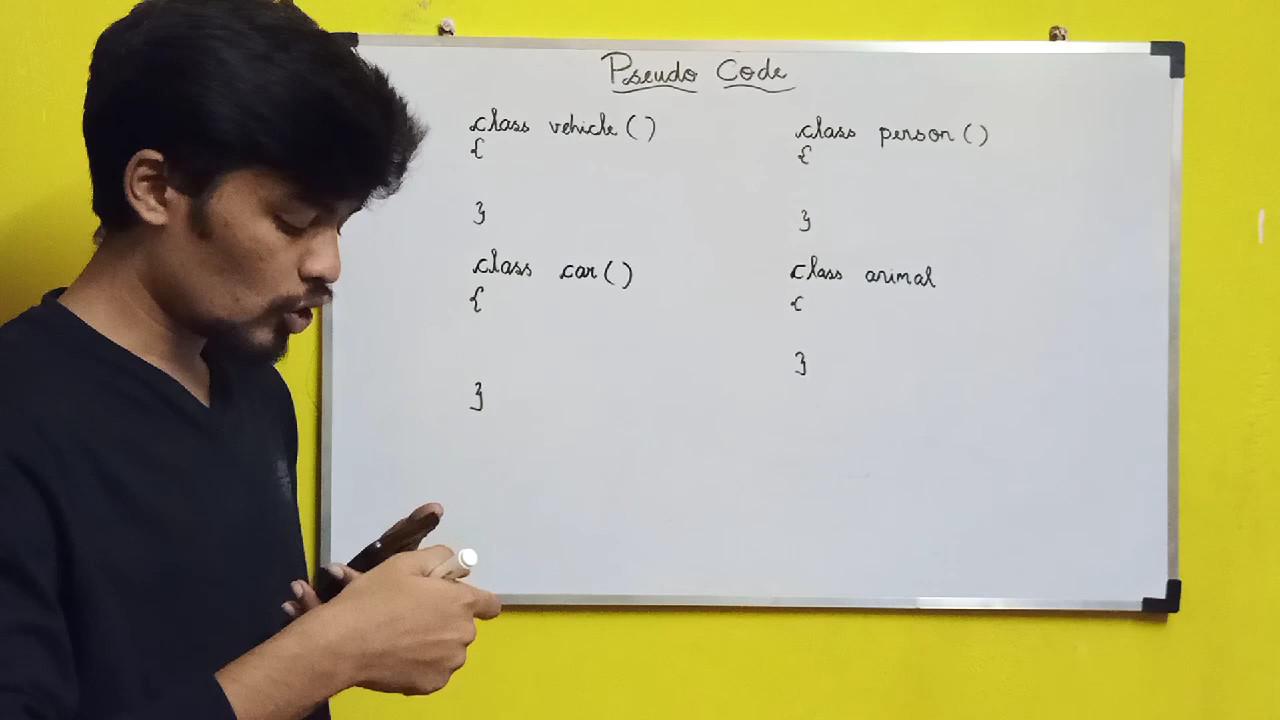 Pseudo Code
class vehicle()
{
}
class car()
{
}
class person()
{
}
class animal
{
}